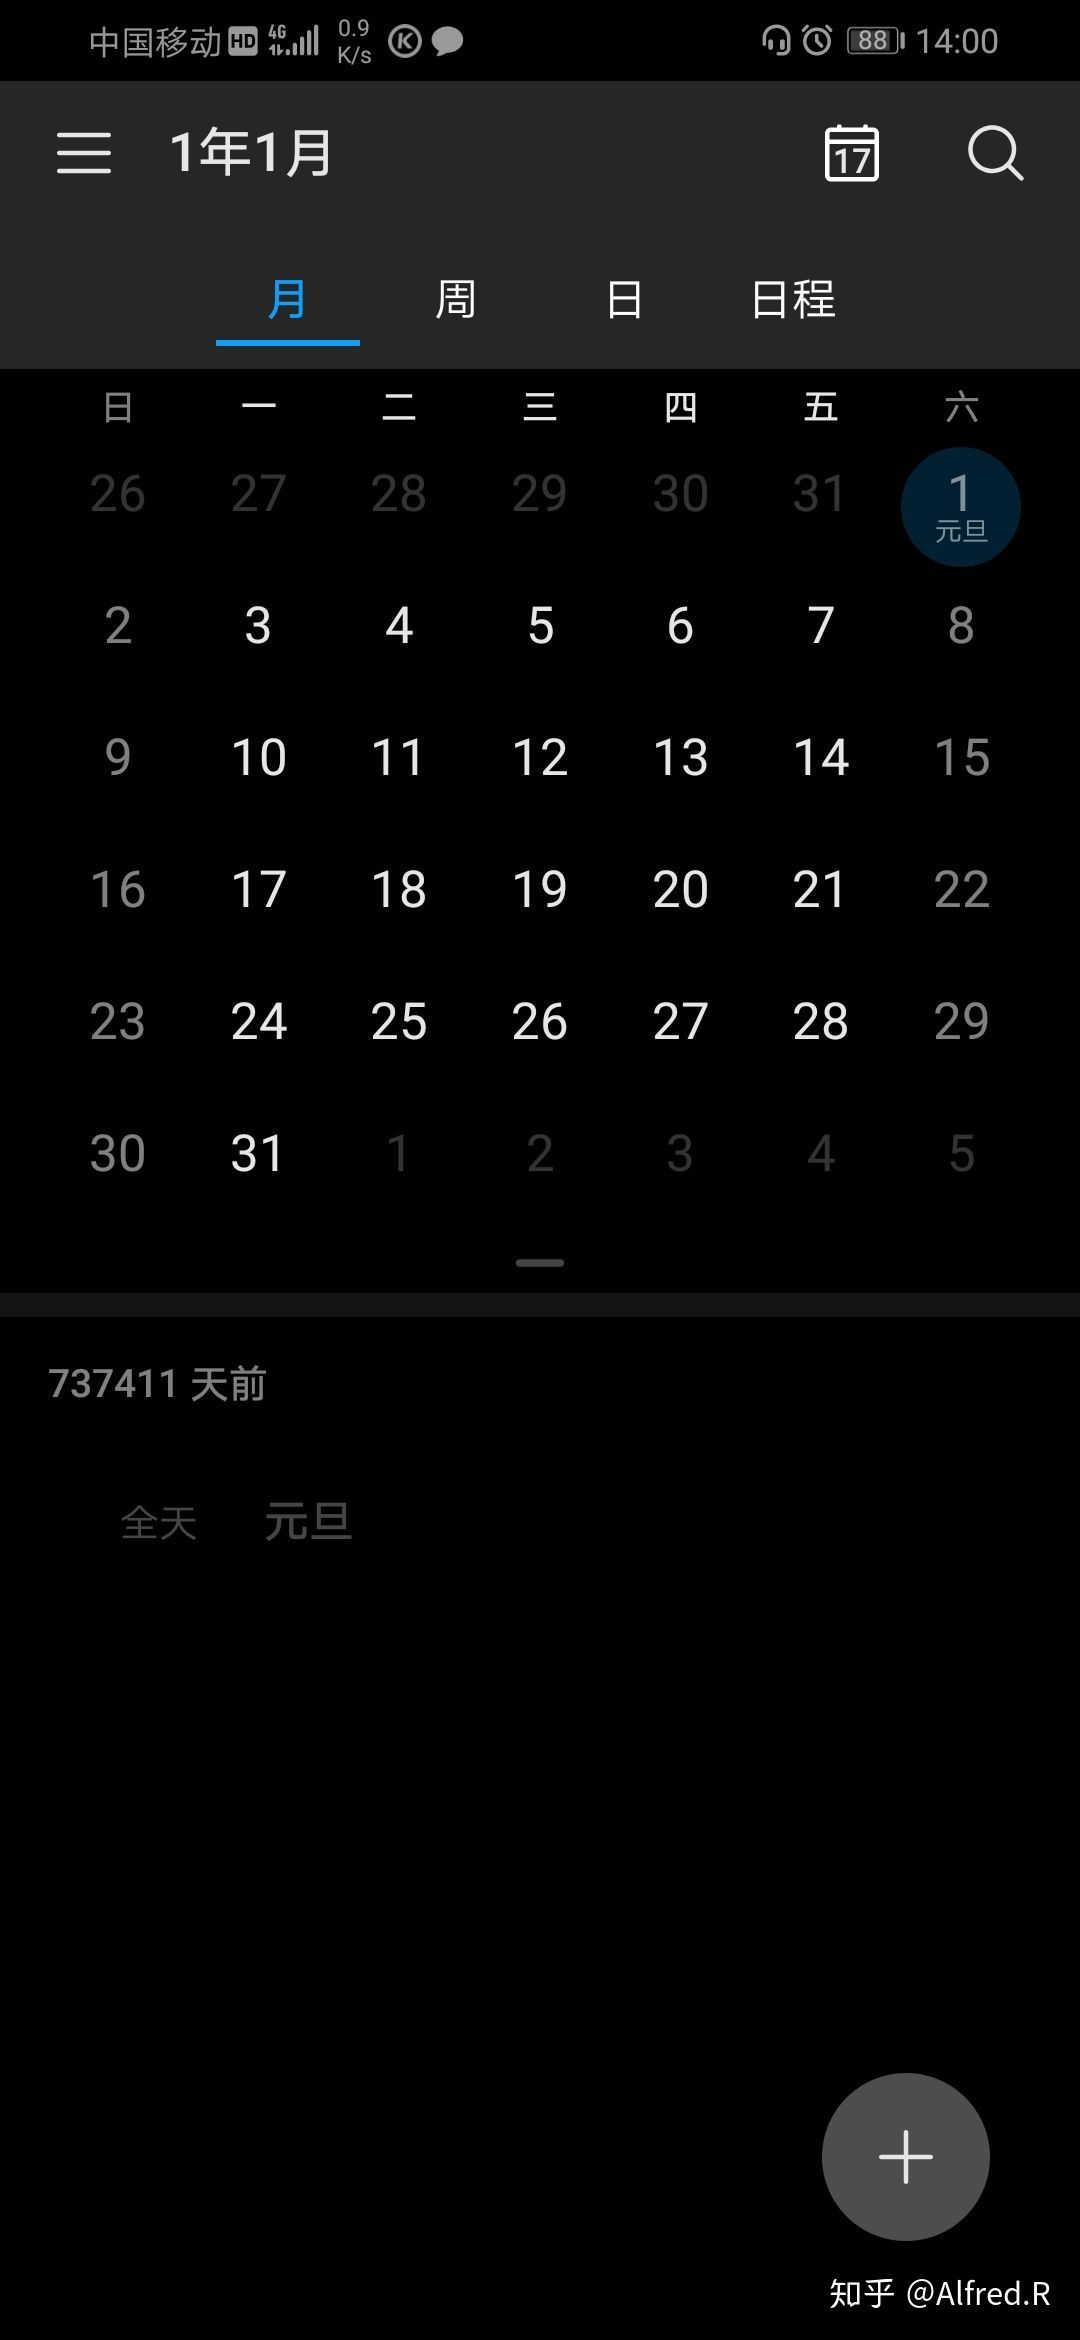 中国移动 HD 4G 0.9 K/s 88 14:00
1年1月 17
月 周 日 日程
日 一 二 三 四 五 六
26 27 28 29 30 31 1
元旦
2 3 4 5 6 7 8
9 10 11 12 13 14 15
16 17 18 19 20 21 22
23 24 25 26 27 28 29
30 31 1 2 3 4 5
737411 天前
全天 元旦
知乎 @Alfred.R